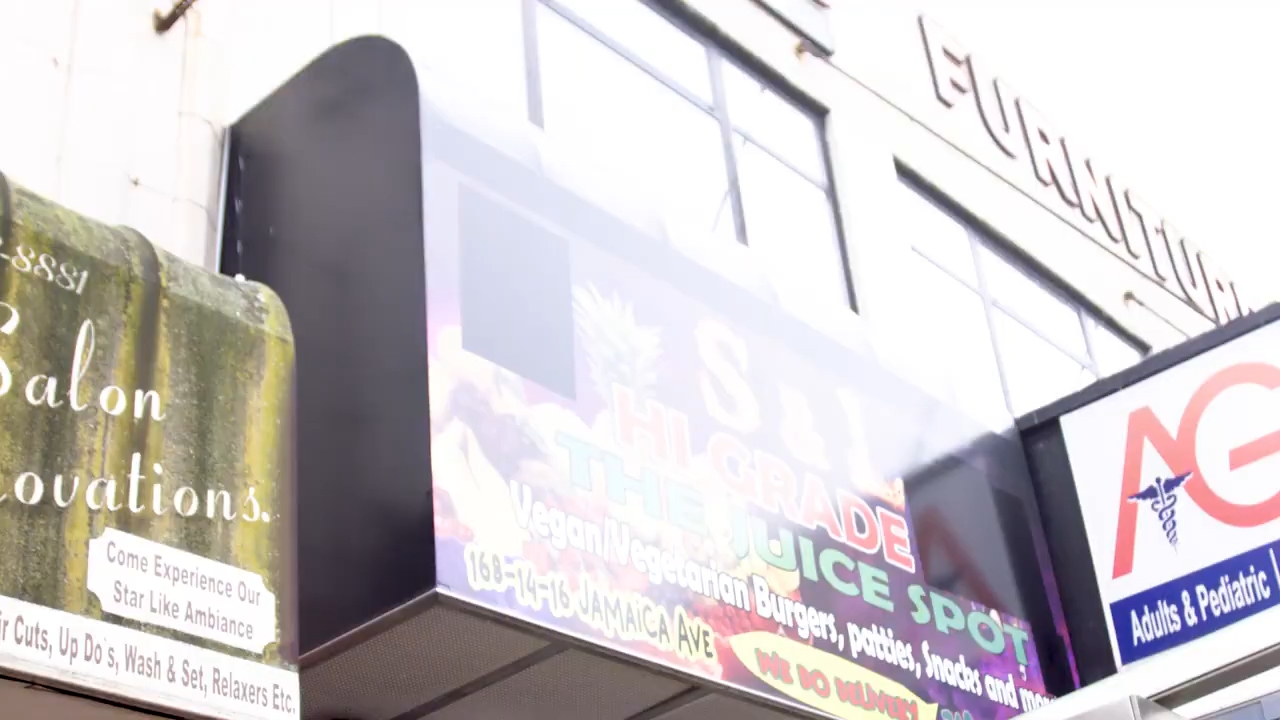 -8881
Salon
ovations.
Come Experience Our
Star Like Ambiance
Cuts, Up Do's, Wash & Set, Relaxers Etc.
S & I
HI GRADE
THE JUICE SPOT
Vegan/Vegetarian Burgers, patties, Snacks and
168-14-16 JAMAICA AVE
WE DO DELIVERY
FURNITUR
AG
Adults & Pediatric